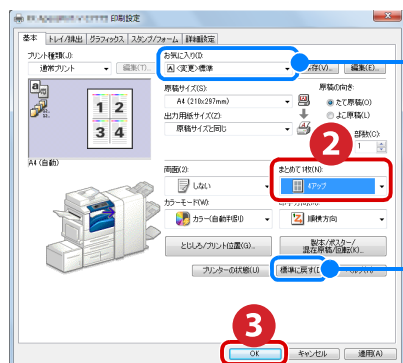 印刷設定
基本 トレイ/排出 グラフィックス スタンプ/フォーム 詳細設定
プリント種類(J):
通常プリント
編集(T)...
お気に入り(O):
<変更>標準
存(V)...
編集(E)...
原稿サイズ(S):
A4 (210x297mm)
原稿の向き:
たて原稿(O)
よこ原稿(L)
出力用紙サイズ(Z):
原稿サイズと同じ
部数(C):
1
a
1 2
3 4
A4 (自動)
2
両面(2):
しない
まとめて1枚(N):
4アップ
カラーモード(W):
カラー(自動判別)
順横方向
とじしろ/プリント位置(G)...
製本/ポスター/
混在原稿/回転(K)...
プリンターの状態(U)
標準に戻す(
3
OK
キャンセル
適用(A)